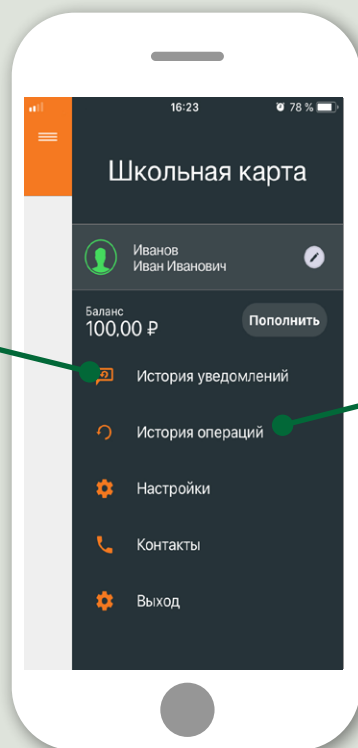 16:23
78 %
Школьная карта
Иванов
Иван Иванович
Баланс
100,00 ₽
Пополнить
История уведомлений
История операций
Настройки
Контакты
Выход